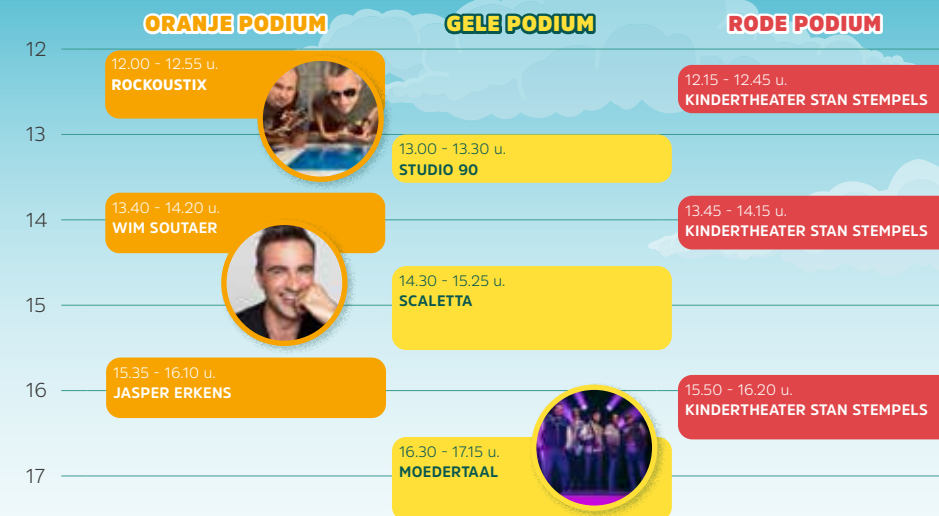 ORANJE PODIUM
GELE PODIUM
RODE PODIUM
12
12.00 - 12.55 u.
ROCKOUSTIX
12.15 - 12.45 u.
KINDERTHEATER STAN STEMPELS
13
13.00 - 13.30 u.
STUDIO 90
13.40 - 14.20 u.
WIM SOUTAER
13.45 - 14.15 u.
KINDERTHEATER STAN STEMPELS
14
14.30 - 15.25 u.
SCALETTA
15
15.35 - 16.10 u.
JASPER ERKENS
15.50 - 16.20 u.
KINDERTHEATER STAN STEMPELS
16
16.30 - 17.15 u.
MOEDERTAAL
17